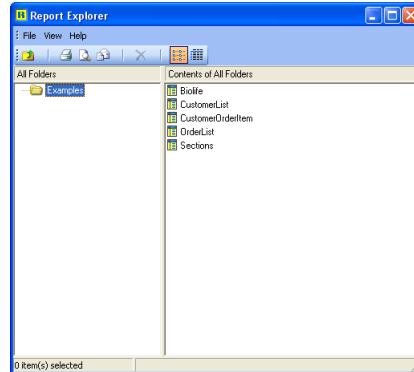 Report Explorer
File View Help
All Folders
Contents of All Folders
Examples
Biolife
CustomerList
CustomerOrderItem
OrderList
Sections
0 item(s) selected